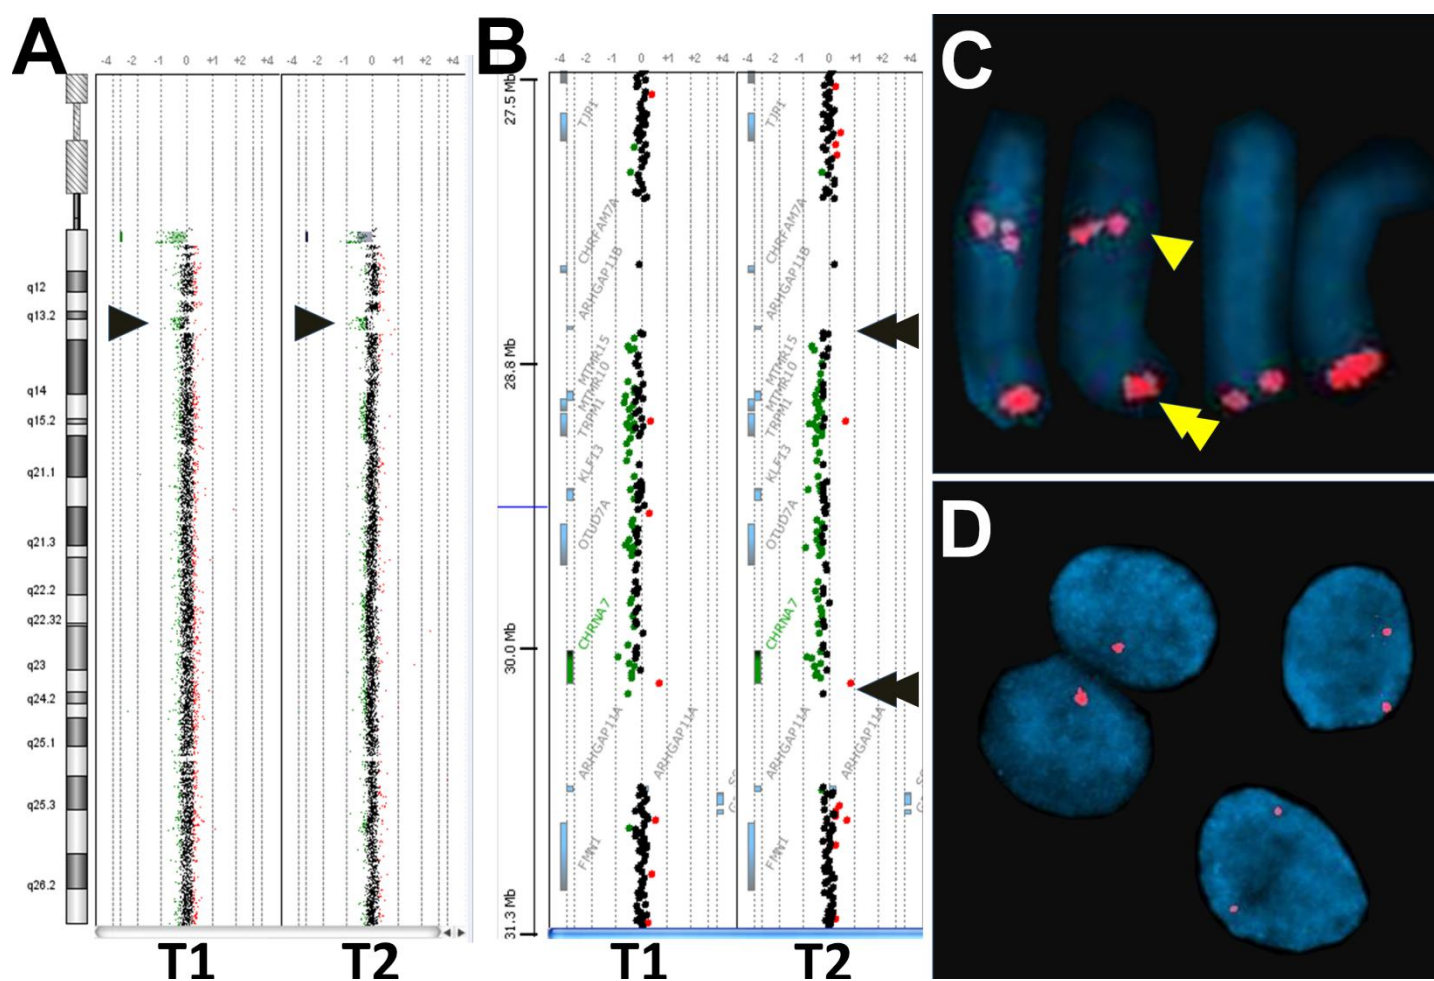 A
B
C
D
-4 -2 -1 0 +1 +2 +4
-4 -2 -1 0 +1 +2 +4
q12
q13.2
q14
q15.2
q21.1
q21.3
q22.2
q22.32
q23
q24.2
q25.1
q25.3
q26.2
T1
T2
-4 -2 -1 0 +1 +2 +4
-4 -2 -1 0 +1 +2 +4
27.5 Mb
28.8 Mb
30.0 Mb
31.3 Mb
TJP1
CHRFAM7A
ARHGAP11B
MTMR15
MTMR10
TRPM1
KLF13
OTUD7A
CHRNA7
ARHGAP11A
ARHGAP11A
FMN1
TJP1
CHRFAM7A
ARHGAP11B
MTMR15
MTMR10
TRPM1
KLF13
OTUD7A
CHRNA7
ARHGAP11A
ARHGAP11A
FMN1
T1
T2